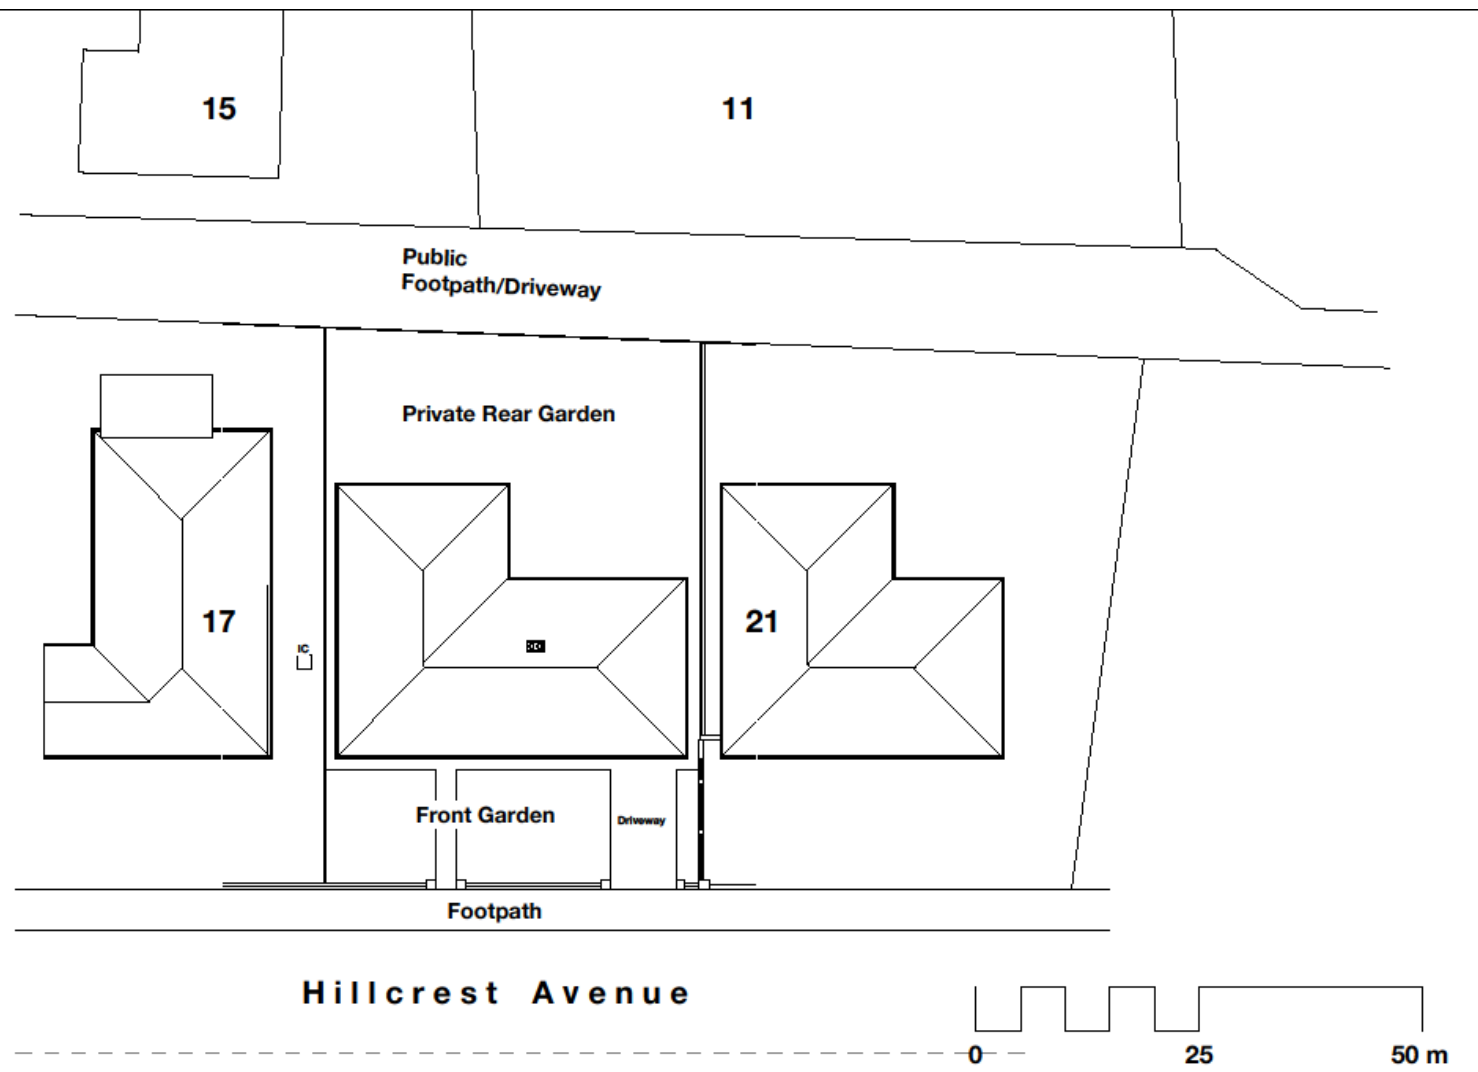 15
11
Public
Footpath/Driveway
Private Rear Garden
17
IC
21
Front Garden
Driveway
Footpath
Hillcrest Avenue
0
25
50 m